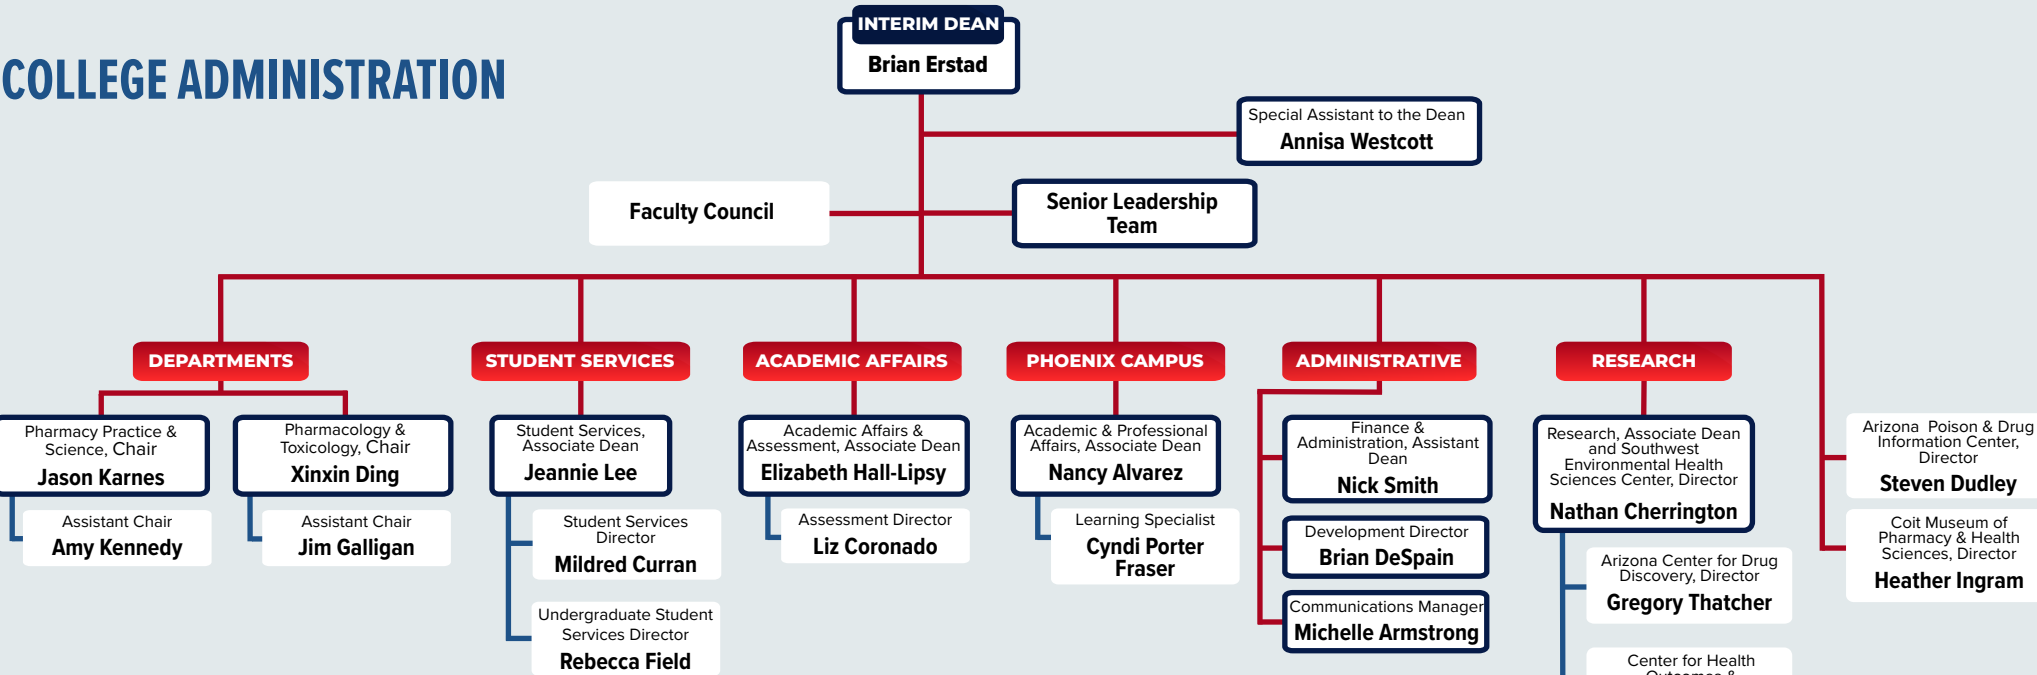 COLLEGE ADMINISTRATION
INTERIM DEAN
Brian Erstad
Special Assistant to the Dean
Annisa Westcott
Faculty Council
Senior Leadership
Team
DEPARTMENTS
Pharmacy Practice &
Science, Chair
Jason Karnes
Assistant Chair
Amy Kennedy
Pharmacology &
Toxicology, Chair
Xinxin Ding
Assistant Chair
Jim Galligan
STUDENT SERVICES
Student Services,
Associate Dean
Jeannie Lee
Student Services
Director
Mildred Curran
Undergraduate Student
Services Director
Rebecca Field
ACADEMIC AFFAIRS
Academic Affairs &
Assessment, Associate Dean
Elizabeth Hall-Lipsy
Assessment Director
Liz Coronado
PHOENIX CAMPUS
Academic & Professional
Affairs, Associate Dean
Nancy Alvarez
Learning Specialist
Cyndi Porter
Fraser
ADMINISTRATIVE
Finance &
Administration, Assistant
Dean
Nick Smith
Development Director
Brian DeSpain
Communications Manager
Michelle Armstrong
RESEARCH
Research, Associate Dean
and Southwest
Environmental Health
Sciences Center, Director
Nathan Cherrington
Arizona Center for Drug
Discovery, Director
Gregory Thatcher
Center for Health
Outcomes &
Arizona Poison & Drug
Information Center,
Director
Steven Dudley
Coit Museum of
Pharmacy & Health
Sciences, Director
Heather Ingram